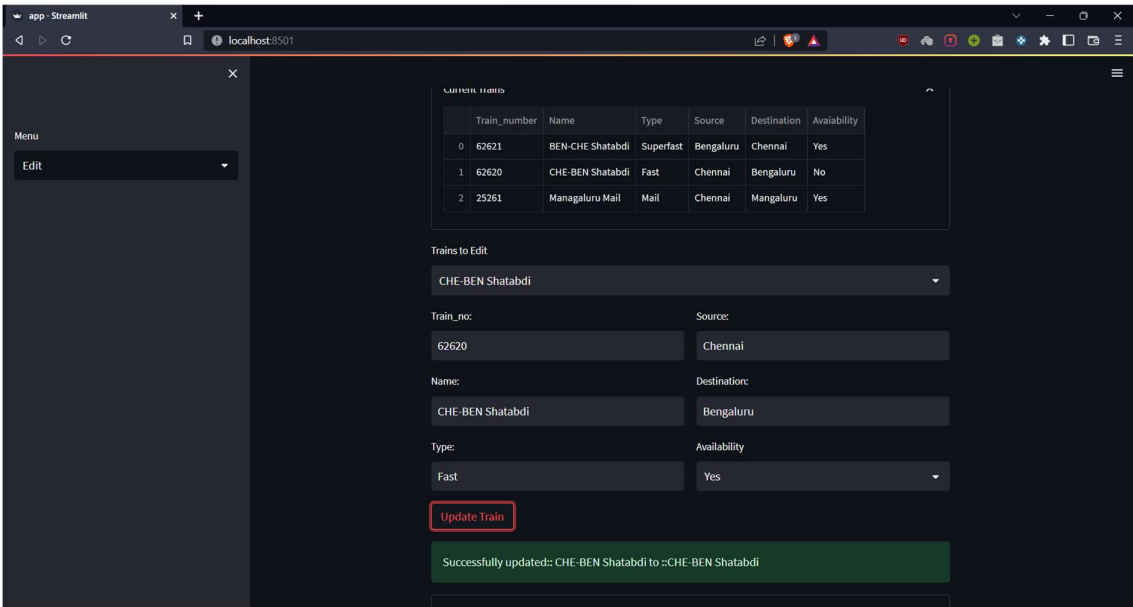 app · Streamlit
localhost:8501
Menu
Edit
Current Trains
Train_number Name Type Source Destination Avaiability
0 62621 BEN-CHE Shatabdi Superfast Bengaluru Chennai Yes
1 62620 CHE-BEN Shatabdi Fast Chennai Bengaluru No
2 25261 Managaluru Mail Mail Chennai Mangaluru Yes
Trains to Edit
CHE-BEN Shatabdi
Train_no: Source:
62620 Chennai
Name: Destination:
CHE-BEN Shatabdi Bengaluru
Type: Availability
Fast Yes
Update Train
Successfully updated:: CHE-BEN Shatabdi to ::CHE-BEN Shatabdi